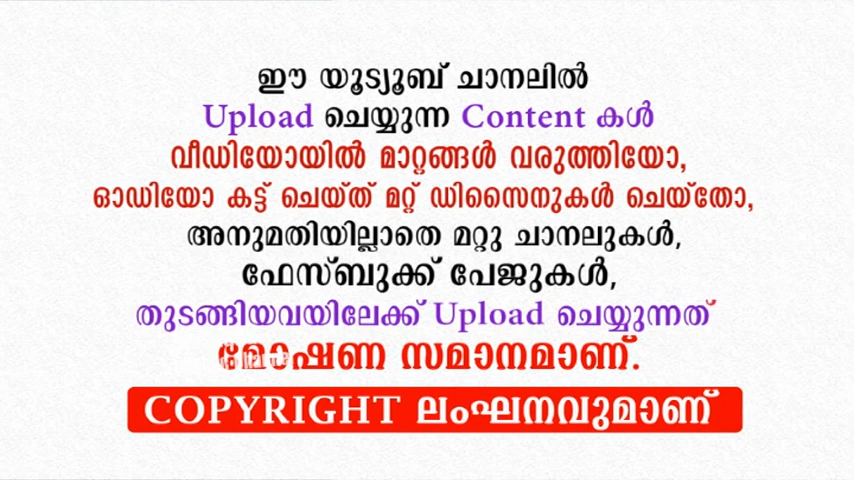 ഈ യൂട്യൂബ് ചാനലിൽ
Upload ചെയ്യുന്ന Content കൾ
വീഡിയോയിൽ മാറ്റങ്ങൾ വരുത്തിയോ,
ഓഡിയോ കട്ട് ചെയ്ത് മറ്റ് ഡിസൈനുകൾ ചെയ്തോ,
അനുമതിയില്ലാതെ മറ്റു ചാനലുകൾ,
ഫേസ്ബുക്ക് പേജുകൾ,
തുടങ്ങിയവയിലേക്ക് Upload ചെയ്യുന്നത്
മോഷണ സമാനമാണ്.
COPYRIGHT ലംഘനവുമാണ്